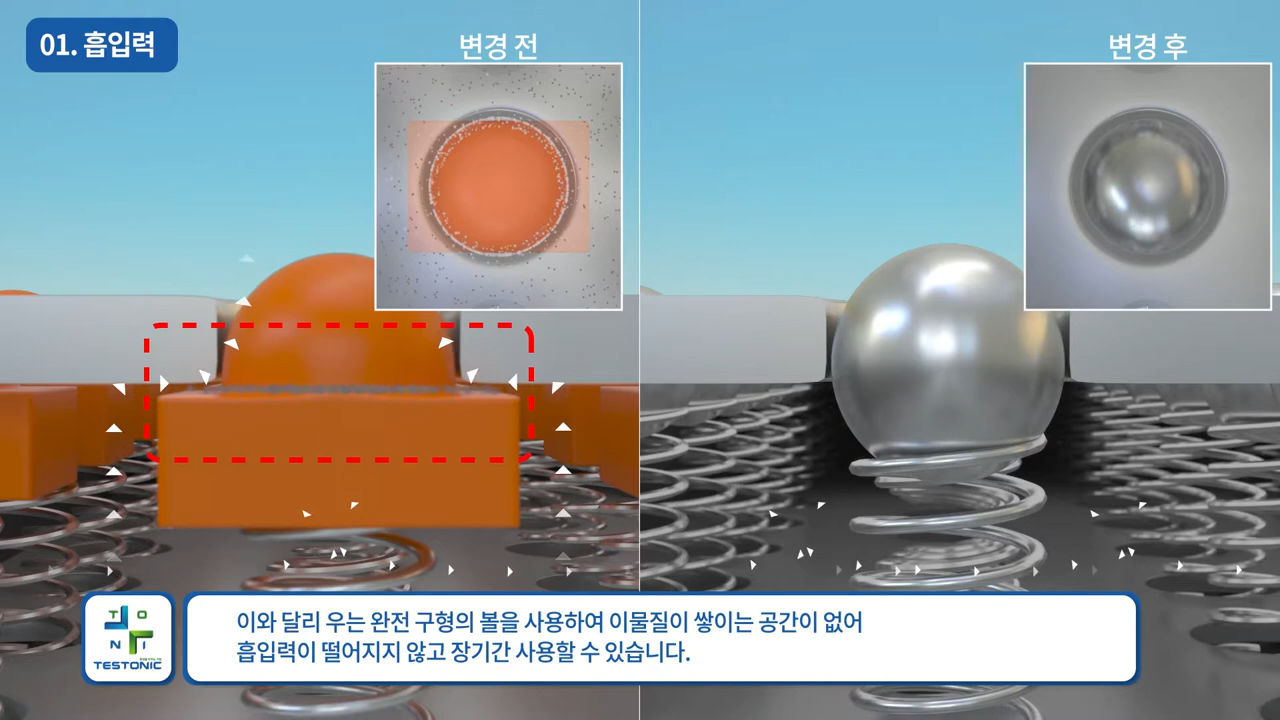 01. 흡입력
변경 전
변경 후
이와 달리 우는 완전 구형의 볼을 사용하여 이물질이 쌓이는 공간이 없어
흡입력이 떨어지지 않고 장기간 사용할 수 있습니다.
T O
N I
TESTONIC